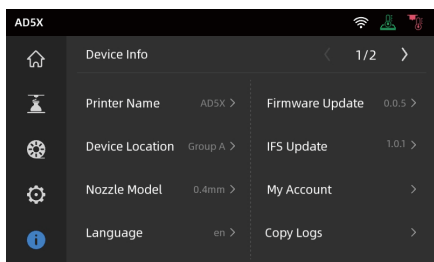 AD5X
Device Info
1/2
Printer Name AD5X
Firmware Update 0.0.5
Device Location Group A
IFS Update 1.0.1
Nozzle Model 0.4mm
My Account
Language en
Copy Logs